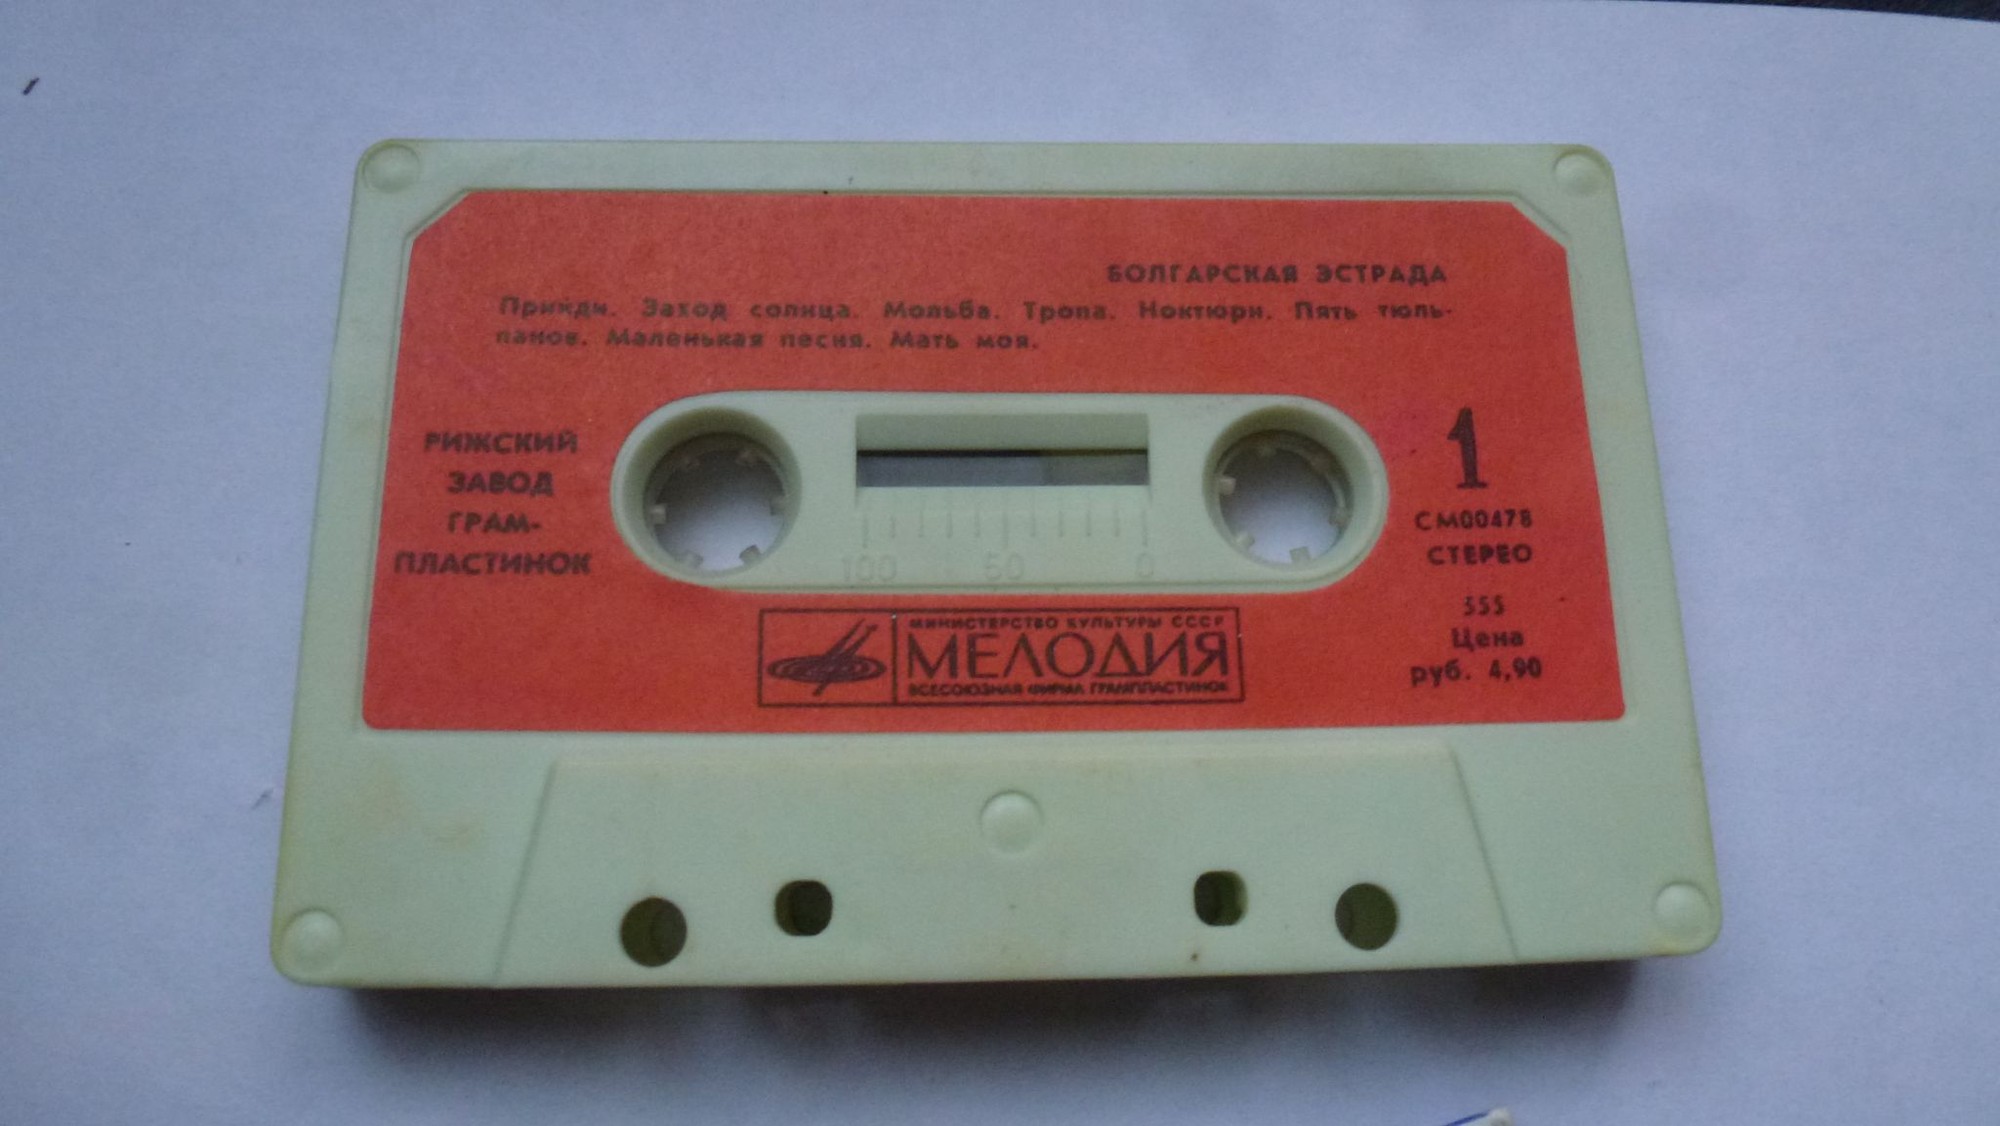 БОЛГАРСКАЯ ЭСТРАДА
Прийди. Заход солнца. Мольба. Тропа. Ноктюрн. Пять тюль-
панов. Маленькая песня. Мать моя.
РИЖСКИЙ
ЗАВОД
ГРАМ-
ПЛАСТИНОК
1
СМ00478
СТЕРЕО
555
Цена
руб. 4,90
100 50 0
МИНИСТЕРСТВО КУЛЬТУРЫ СССР
МЕЛОДИЯ
ВСЕСОЮЗНАЯ ФИРМА ГРАМПЛАСТИНОК